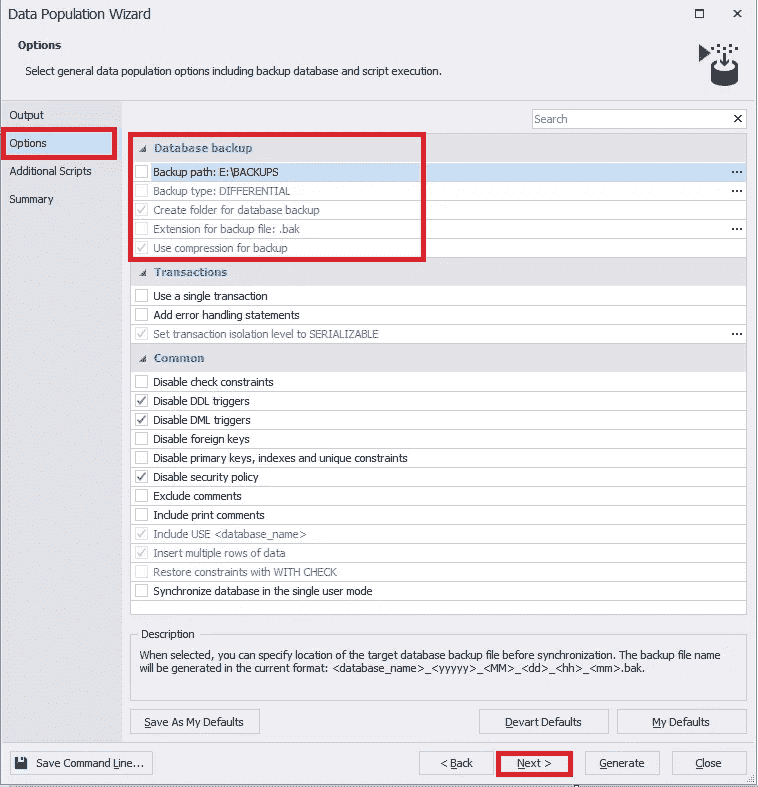 Data Population Wizard
Options
Select general data population options including backup database and script execution.
Output
Options
Additional Scripts
Summary
Search
Database backup
Backup path: E:\BACKUPS
Backup type: DIFFERENTIAL
Create folder for database backup
Extension for backup file: .bak
Use compression for backup
Transactions
Use a single transaction
Add error handling statements
Set transaction isolation level to SERIALIZABLE
Common
Disable check constraints
Disable DDL triggers
Disable DML triggers
Disable foreign keys
Disable primary keys, indexes and unique constraints
Disable security policy
Exclude comments
Include print comments
Include USE <database_name>
Insert multiple rows of data
Restore constraints with WITH CHECK
Synchronize database in the single user mode
Description
When selected, you can specify location of the target database backup file before synchronization. The backup file name
will be generated in the current format: <database_name>_<yyyyy>_<MM>_<dd>_<hh>_<mm>.bak.
Save As My Defaults
Devart Defaults
My Defaults
Save Command Line...
< Back
Next >
Generate
Close